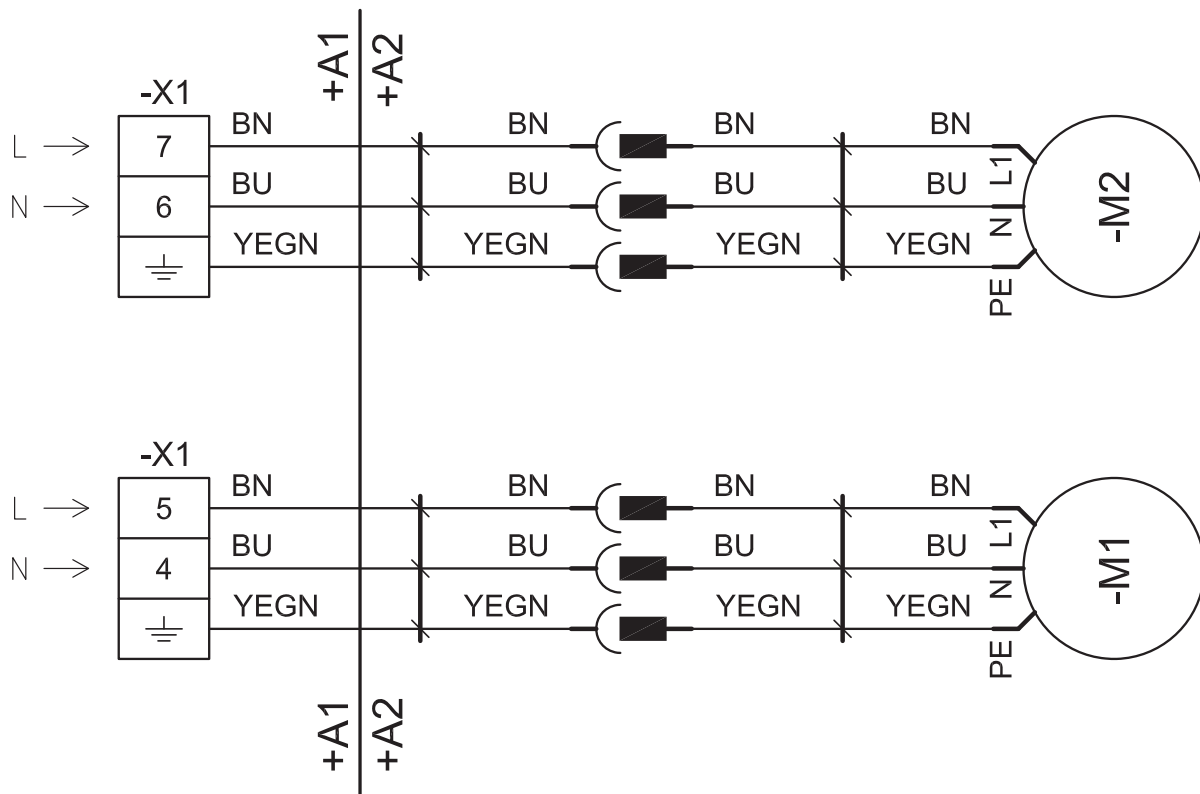 +A1
+A2
-X1
L
7
BN
BN
BN
BN
L1
-M2
N
6
BU
BU
BU
BU
N
YEGN
YEGN
YEGN
YEGN
PE
-X1
L
5
BN
BN
BN
BN
L1
-M1
N
4
BU
BU
BU
BU
N
YEGN
YEGN
YEGN
YEGN
PE
+A1
+A2